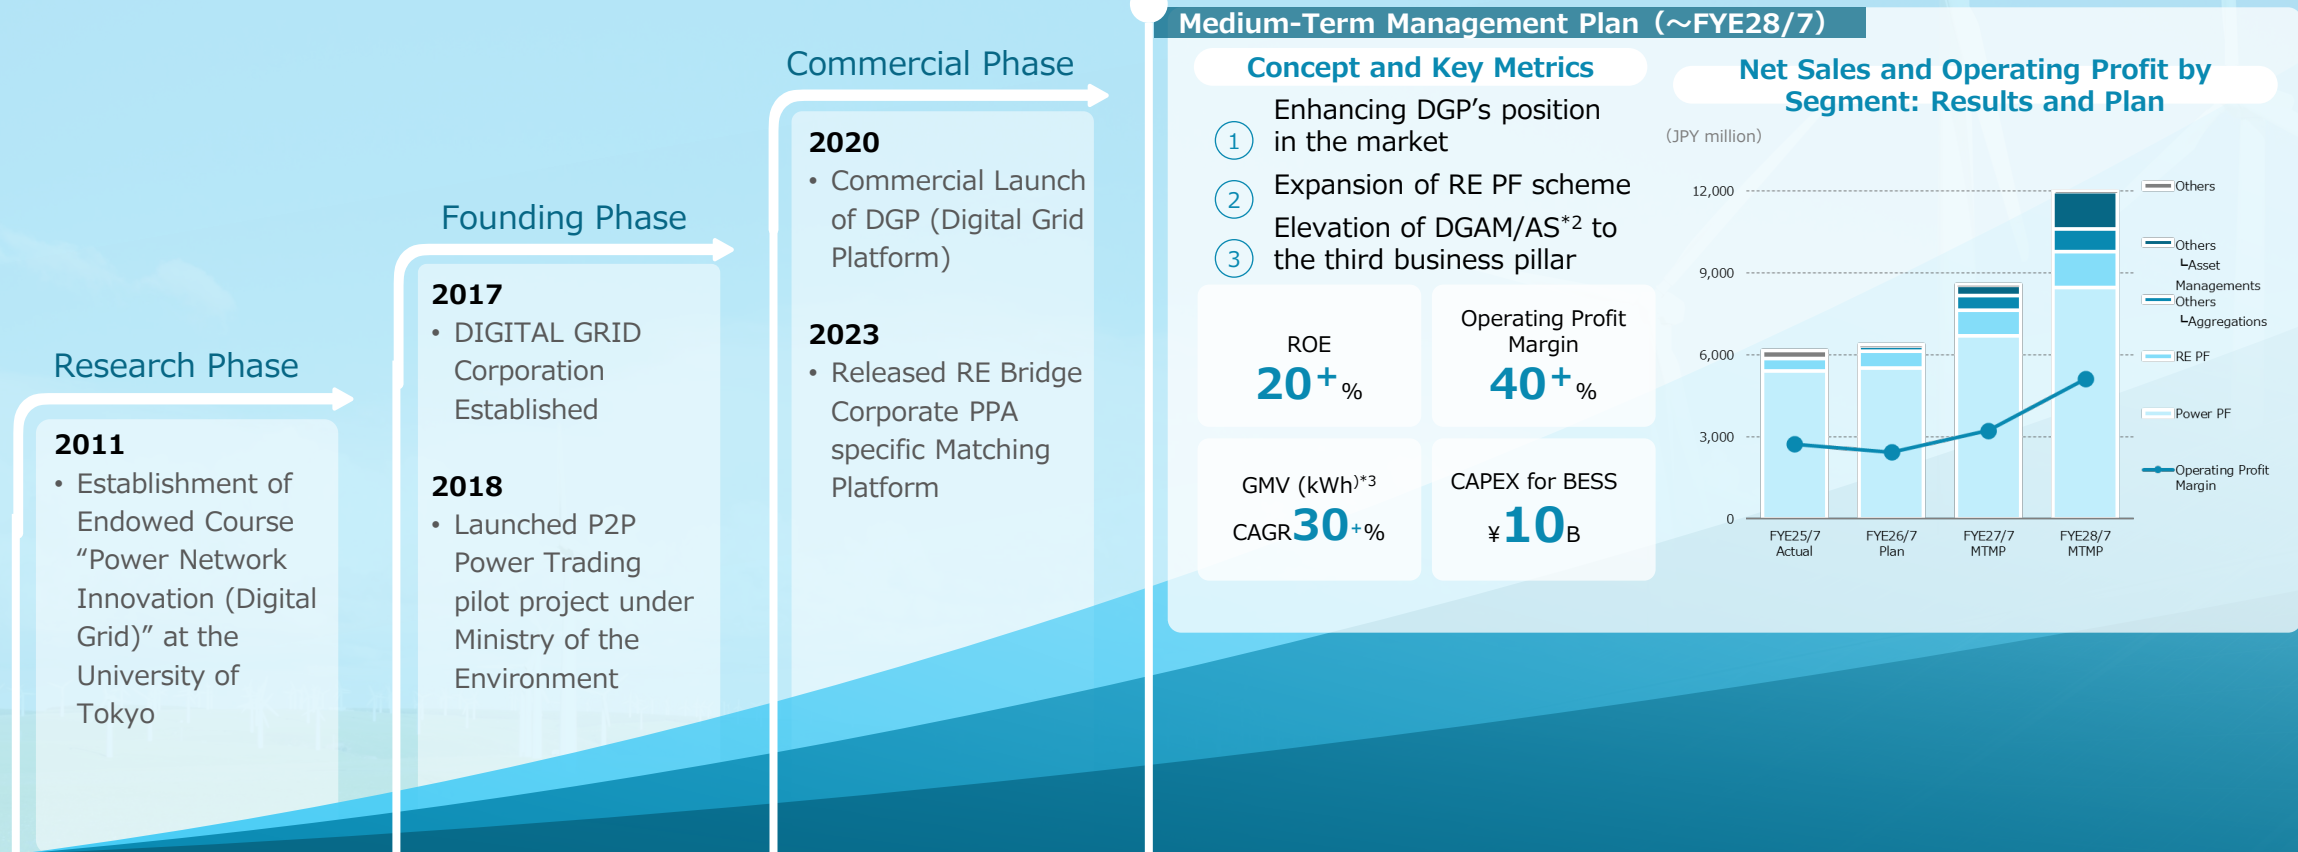 Research Phase
2011
• Establishment of
Endowed Course
“Power Network
Innovation (Digital
Grid)” at the
University of
Tokyo
Founding Phase
2017
• DIGITAL GRID
Corporation
Established
2018
• Launched P2P
Power Trading
pilot project under
Ministry of the
Environment
Commercial Phase
2020
• Commercial Launch
of DGP (Digital Grid
Platform)
2023
• Released RE Bridge
Corporate PPA
specific Matching
Platform
Medium-Term Management Plan（～FYE28/7）
Concept and Key Metrics
1 Enhancing DGP’s position
in the market
2 Expansion of RE PF scheme
3 Elevation of DGAM/AS*2 to
the third business pillar
ROE
20+%
Operating Profit
Margin
40+%
GMV (kWh)*3
CAGR30+%
CAPEX for BESS
¥10B
Net Sales and Operating Profit by
Segment: Results and Plan
（JPY million）
12,000
9,000
6,000
3,000
0
FYE25/7
Actual
FYE26/7
Plan
FYE27/7
MTMP
FYE28/7
MTMP
Others
Others
┗Asset
Managements
Others
┗Aggregations
RE PF
Power PF
Operating Profit
Margin